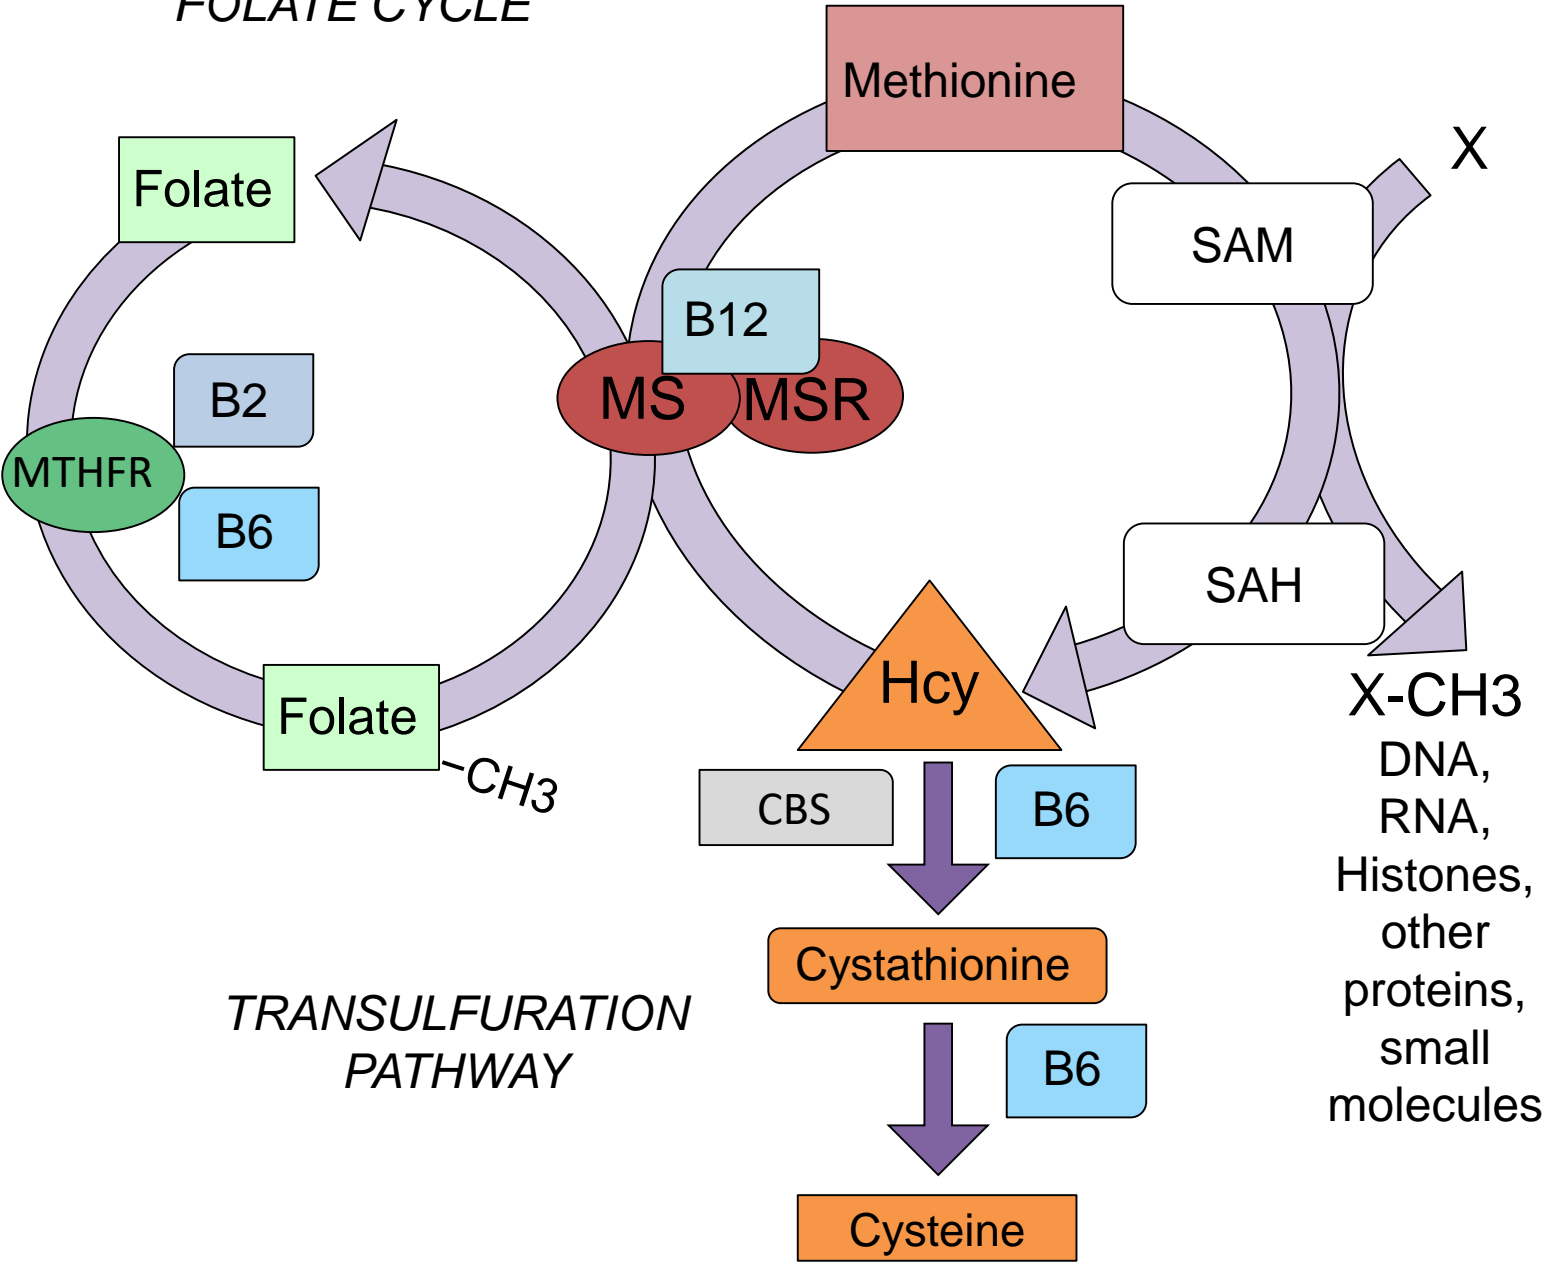 FOLATE CYCLE
Methionine
X
Folate
SAM
B12
B2
MS
MSR
MTHFR
B6
SAH
Hcy
Folate
-CH3
X-CH3
DNA,
RNA,
Histones,
other
proteins,
small
molecules
CBS
B6
Cystathionine
TRANSULFURATION
PATHWAY
B6
Cysteine